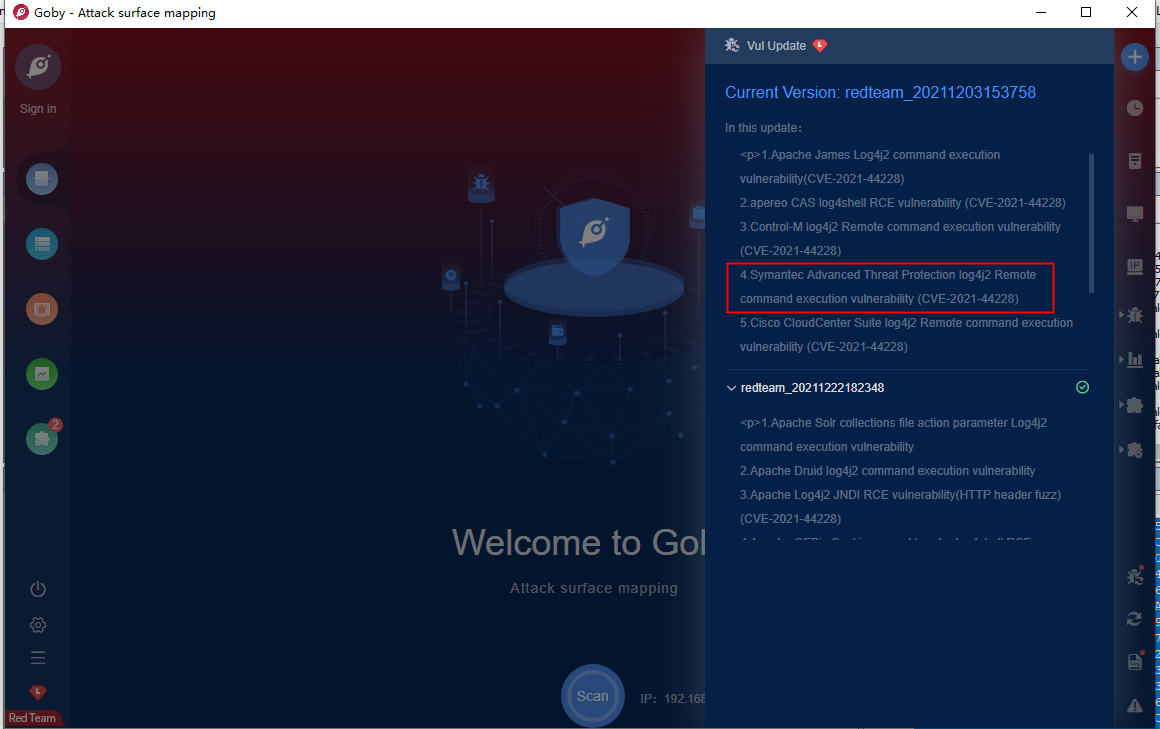 Goby - Attack surface mapping
Sign in
2
Red Team
Welcome to Gob
Attack surface mapping
Scan
IP: 192.168
Vul Update
L
Current Version: redteam_20211203153758
In this update:
<p>1.Apache James Log4j2 command execution
vulnerability(CVE-2021-44228)
2.apereo CAS log4shell RCE vulnerability (CVE-2021-44228)
3.Control-M log4j2 Remote command execution vulnerability
(CVE-2021-44228)
4.Symantec Advanced Threat Protection log4j2 Remote
command execution vulnerability (CVE-2021-44228)
5.Cisco CloudCenter Suite log4j2 Remote command execution
vulnerability (CVE-2021-44228)
redteam_20211222182348
<p>1.Apache Solr collections file action parameter Log4j2
command execution vulnerability
2.Apache Druid log4j2 command execution vulnerability
3.Apache Log4j2 JNDI RCE vulnerability(HTTP header fuzz)
(CVE-2021-44228)
IP